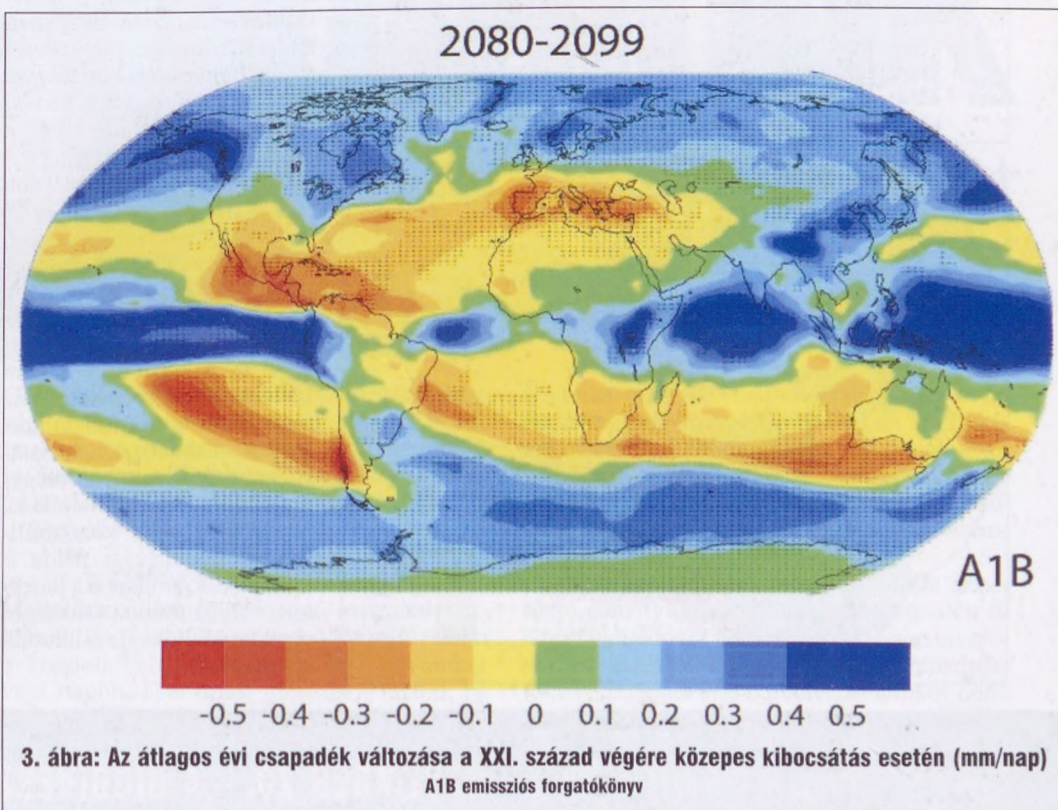 2080-2099
A1B
-0.5 -0.4 -0.3 -0.2 -0.1 0 0.1 0.2 0.3 0.4 0.5
3. ábra: Az átlagos évi csapadék változása a XXI. század végére közepes kibocsátás esetén (mm/nap)
A1B emissziós forgatókönyv